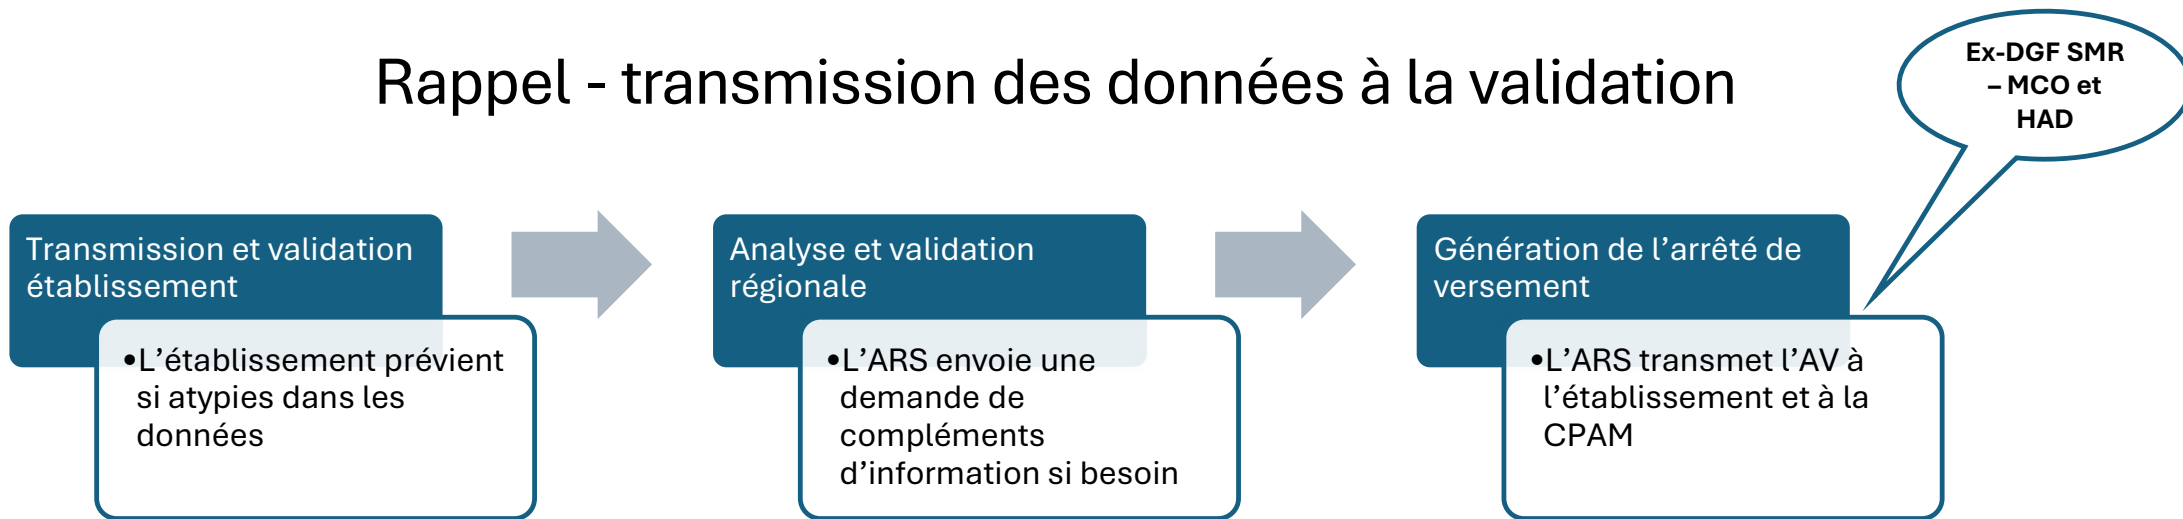 Rappel - transmission des données à la validation
Ex-DGF SMR
– MCO et
HAD
Transmission et validation
établissement
•L’établissement prévient
si atypies dans les
données
Analyse et validation
régionale
•L’ARS envoie une
demande de
compléments
d’information si besoin
Génération de l’arrêté de
versement
•L’ARS transmet l’AV à
l’établissement et à la
CPAM